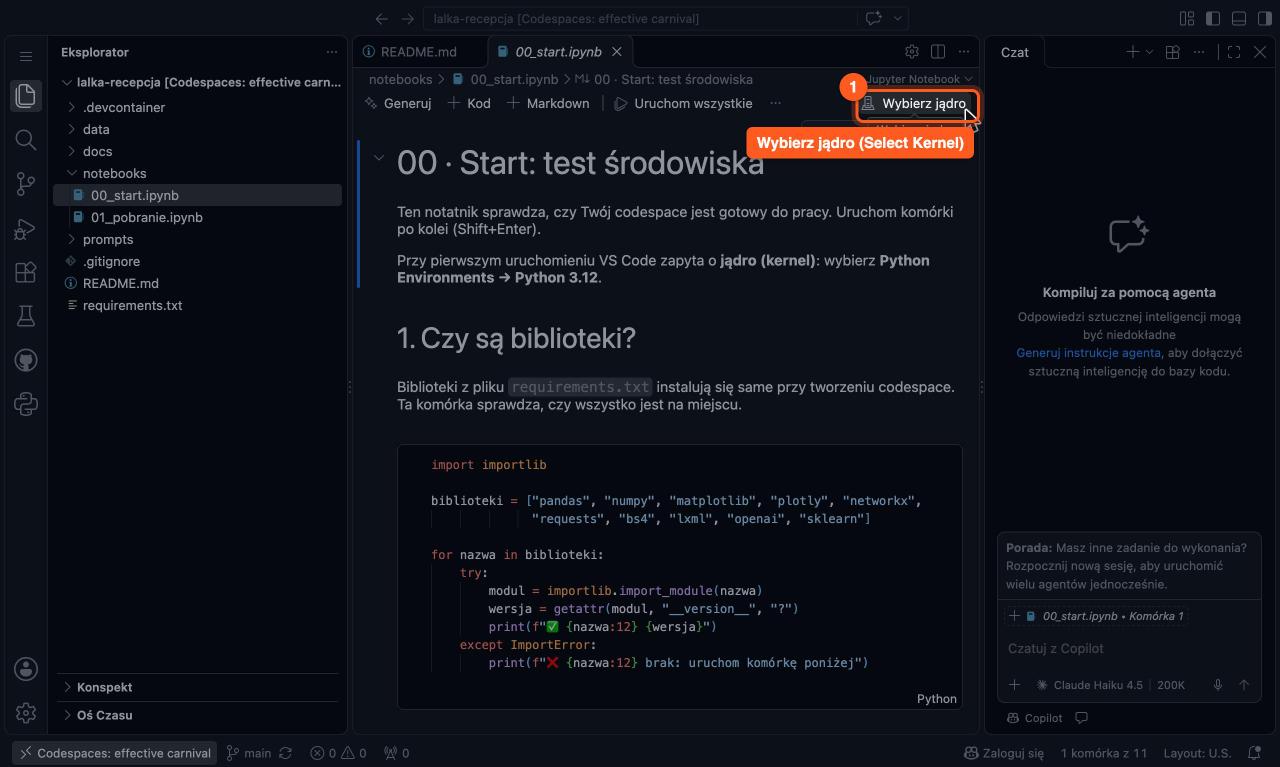 lalka-recepcja [Codespaces: effective carnival]
Eksplorator
lalka-recepcja [Codespaces: effective carn...
.devcontainer
data
docs
notebooks
00_start.ipynb
01_pobranie.ipynb
prompts
.gitignore
README.md
requirements.txt
Konspekt
Oś Czasu
README.md
00_start.ipynb
notebooks > 00_start.ipynb > M↓ 00 · Start: test środowiska
Jupyter Notebook
Generuj
Kod
Markdown
Uruchom wszystkie
1
Wybierz jądro
Wybierz jądro (Select Kernel)
00 · Start: test środowiska
Ten notatnik sprawdza, czy Twój codespace jest gotowy do pracy. Uruchom komórki
po kolei (Shift+Enter).
Przy pierwszym uruchomieniu VS Code zapyta o jądro (kernel): wybierz Python
Environments → Python 3.12.
1. Czy są biblioteki?
Biblioteki z pliku requirements.txt instalują się same przy tworzeniu codespace.
Ta komórka sprawdza, czy wszystko jest na miejscu.
import importlib
biblioteki = ["pandas", "numpy", "matplotlib", "plotly", "networkx",
"requests", "bs4", "lxml", "openai", "sklearn"]
for nazwa in biblioteki:
try:
modul = importlib.import_module(nazwa)
wersja = getattr(modul, "__version__", "?")
print(f"✅ {nazwa:12} {wersja}")
except ImportError:
print(f"❌ {nazwa:12} brak: uruchom komórkę poniżej")
Python
Czat
Kompiluj za pomocą agenta
Odpowiedzi sztucznej inteligencji mogą
być niedokładne
Generuj instrukcje agenta, aby dołączyć
sztuczną inteligencję do bazy kodu.
Porada: Masz inne zadanie do wykonania?
Rozpocznij nową sesję, aby uruchomić
wielu agentów jednocześnie.
00_start.ipynb • Komórka 1
Czatuj z Copilot
Claude Haiku 4.5
200K
Copilot
Codespaces: effective carnival
main
0
0
0
Zaloguj się
1 komórka z 11
Layout: U.S.